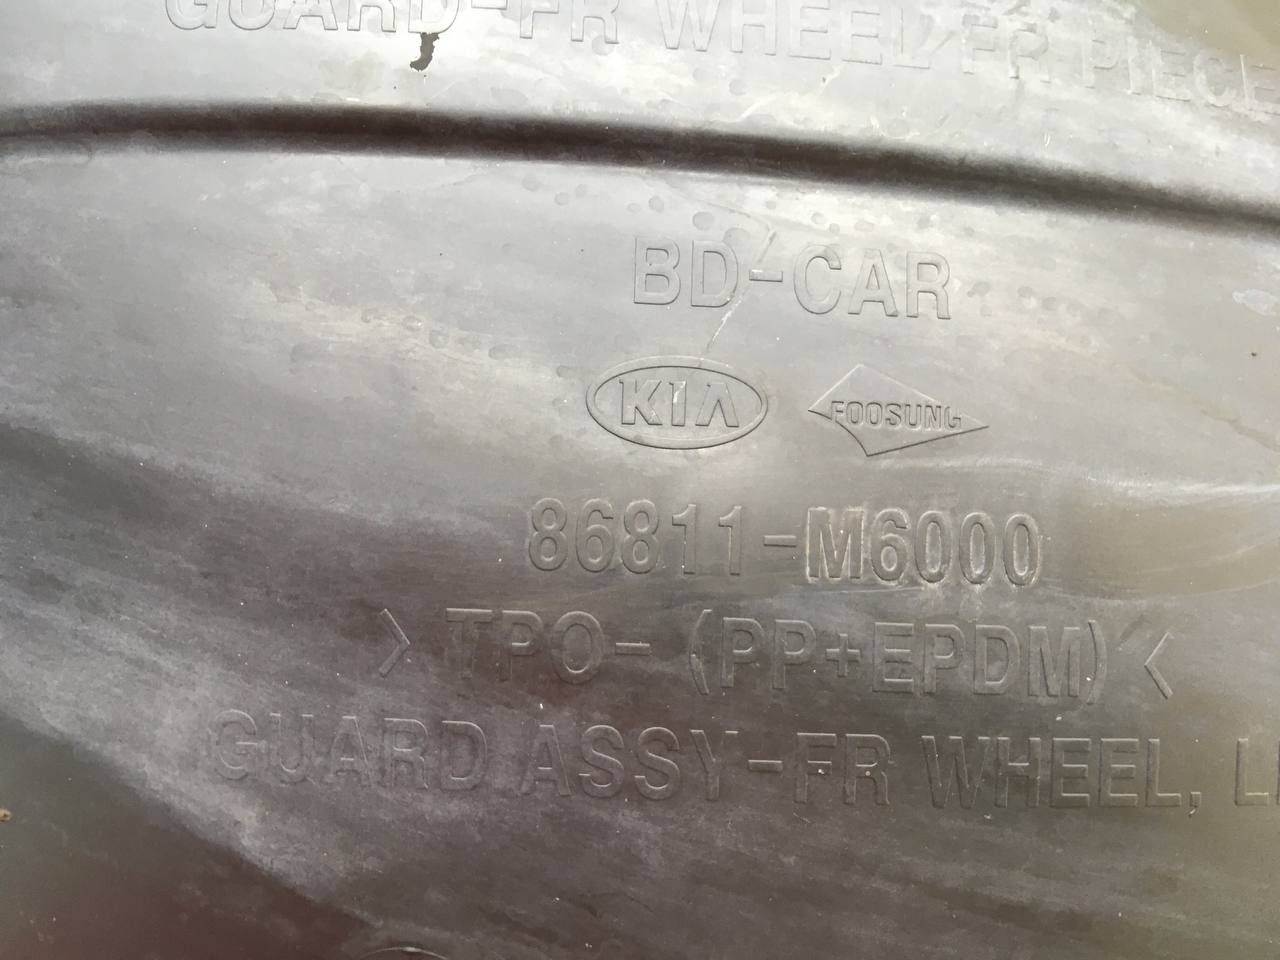 GUARD-FR WHEEL FR PIECE
BD-CAR
KIA FOOSUNG
86811-M6000
>TPO-(PP+EPDM)<
GUARD ASSY-FR WHEEL, L